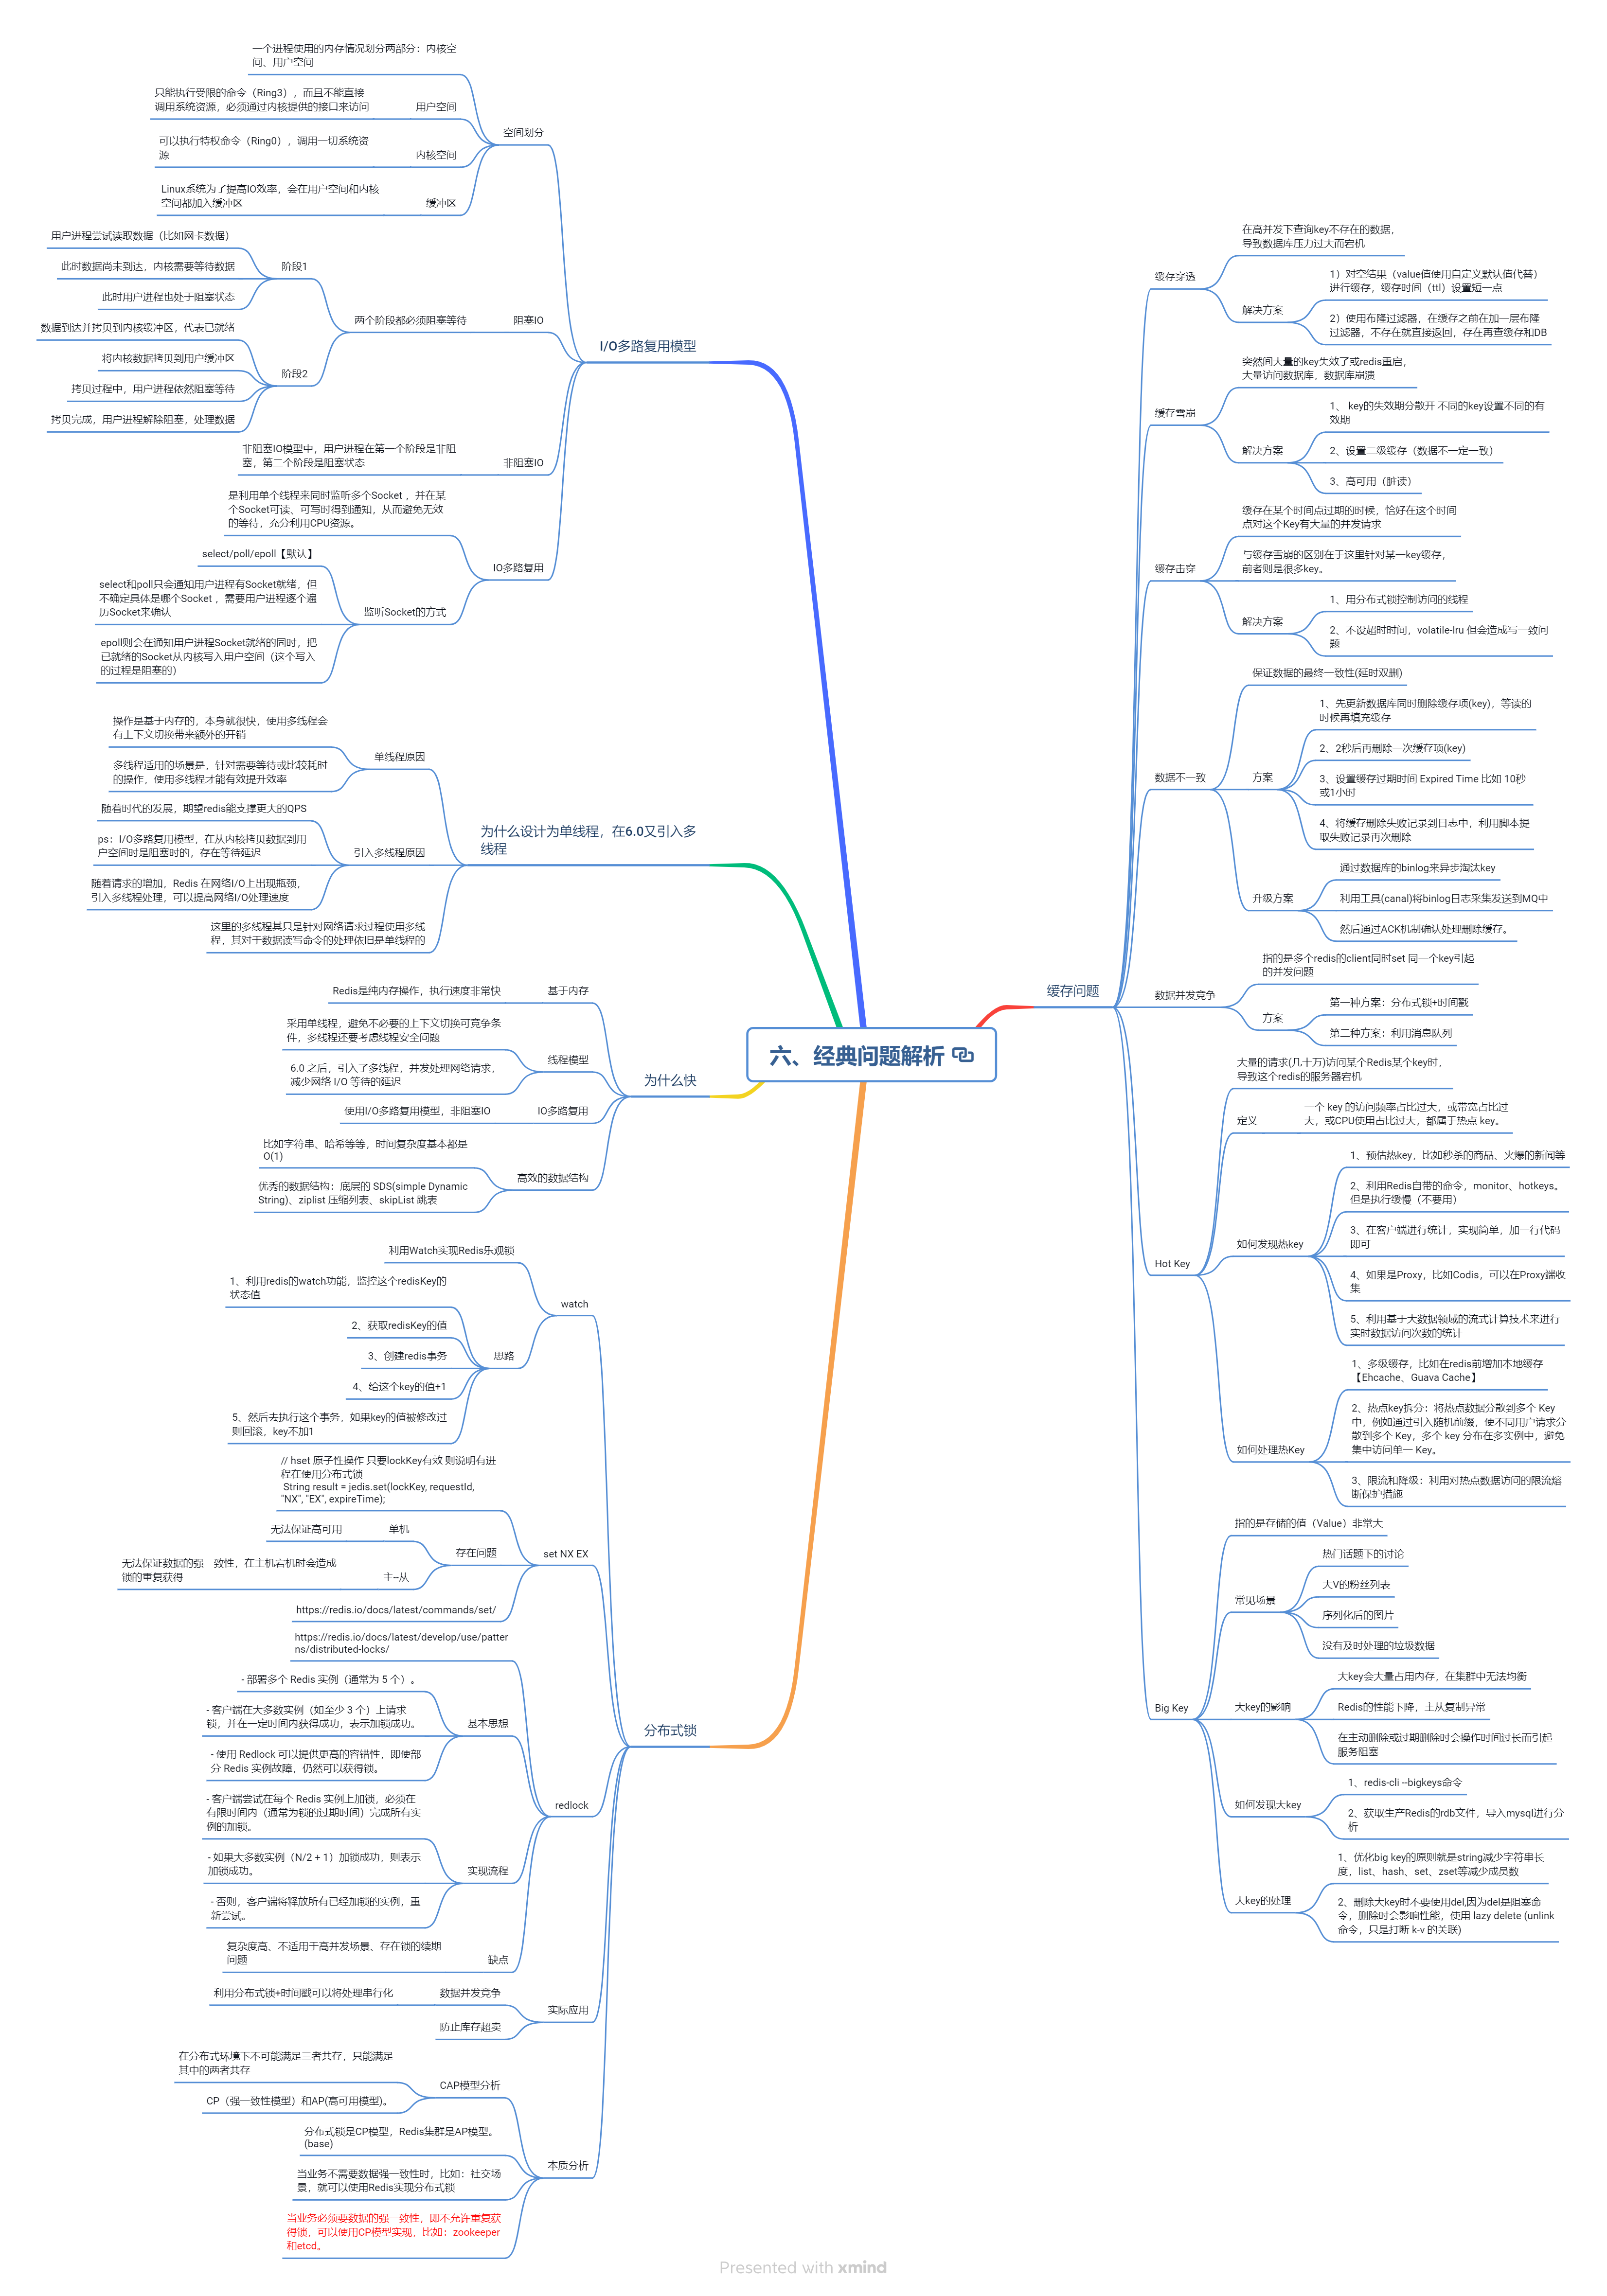 六、经典问题解析
I/O多路复用模型
空间划分
一个进程使用的内存情况划分两部分：内核空
间、用户空间
用户空间
只能执行受限的命令（Ring3），而且不能直接
调用系统资源，必须通过内核提供的接口来访问
内核空间
可以执行特权命令（Ring0），调用一切系统资
源
缓冲区
Linux系统为了提高IO效率，会在用户空间和内核
空间都加入缓冲区
阻塞IO
两个阶段都必须阻塞等待
阶段1
用户进程尝试读取数据（比如网卡数据）
此时数据尚未到达，内核需要等待数据
此时用户进程也处于阻塞状态
阶段2
数据到达并拷贝到内核缓冲区，代表已就绪
将内核数据拷贝到用户缓冲区
拷贝过程中，用户进程依然阻塞等待
拷贝完成，用户进程解除阻塞，处理数据
非阻塞IO
非阻塞IO模型中，用户进程在第一个阶段是非阻
塞，第二个阶段是阻塞状态
IO多路复用
是利用单个线程来同时监听多个Socket ，并在某
个Socket可读、可写时得到通知，从而避免无效
的等待，充分利用CPU资源。
监听Socket的方式
select/poll/epoll【默认】
select和poll只会通知用户进程有Socket就绪，但
不确定具体是哪个Socket ，需要用户进程逐个遍
历Socket来确认
epoll则会在通知用户进程Socket就绪的同时，把
已就绪的Socket从内核写入用户空间（这个写入
的过程是阻塞的）
为什么设计为单线程，在6.0又引入多
线程
单线程原因
操作是基于内存的，本身就很快，使用多线程会
有上下文切换带来额外的开销
多线程适用的场景是，针对需要等待或比较耗时
的操作，使用多线程才能有效提升效率
引入多线程原因
随着时代的发展，期望redis能支撑更大的QPS
ps：I/O多路复用模型，在从内核拷贝数据到用
户空间时是阻塞时的，存在等待延迟
随着请求的增加，Redis 在网络I/O上出现瓶颈，
引入多线程处理，可以提高网络I/O处理速度
这里的多线程其只是针对网络请求过程使用多线
程，其对于数据读写命令的处理依旧是单线程的
为什么快
基于内存
Redis是纯内存操作，执行速度非常快
线程模型
采用单线程，避免不必要的上下文切换可竞争条
件，多线程还要考虑线程安全问题
6.0 之后，引入了多线程，并发处理网络请求，
减少网络 I/O 等待的延迟
IO多路复用
使用I/O多路复用模型，非阻塞IO
高效的数据结构
比如字符串、哈希等等，时间复杂度基本都是
O(1)
优秀的数据结构：底层的 SDS(simple Dynamic
String)、ziplist 压缩列表、skipList 跳表
分布式锁
watch
利用Watch实现Redis乐观锁
思路
1、利用redis的watch功能，监控这个redisKey的
状态值
2、获取redisKey的值
3、创建redis事务
4、给这个key的值+1
5、然后去执行这个事务，如果key的值被修改过
则回滚，key不加1
set NX EX
// hset 原子性操作 只要lockKey有效 则说明有进
程在使用分布式锁
String result = jedis.set(lockKey, requestId,
"NX", "EX", expireTime);
存在问题
单机
无法保证高可用
主--从
无法保证数据的强一致性，在主机宕机时会造成
锁的重复获得
https://redis.io/docs/latest/commands/set/
redlock
https://redis.io/docs/latest/develop/use/patter
ns/distributed-locks/
基本思想
- 部署多个 Redis 实例（通常为 5 个）。
- 客户端在大多数实例（如至少 3 个）上请求
锁，并在一定时间内获得成功，表示加锁成功。
- 使用 Redlock 可以提供更高的容错性，即使部
分 Redis 实例故障，仍然可以获得锁。
实现流程
- 客户端尝试在每个 Redis 实例上加锁，必须在
有限时间内（通常为锁的过期时间）完成所有实
例的加锁。
- 如果大多数实例（N/2 + 1）加锁成功，则表示
加锁成功。
- 否则，客户端将释放所有已经加锁的实例，重
新尝试。
缺点
复杂度高、不适用于高并发场景、存在锁的续期
问题
实际应用
数据并发竞争
利用分布式锁+时间戳可以将处理串行化
防止库存超卖
本质分析
CAP模型分析
在分布式环境下不可能满足三者共存，只能满足
其中的两者共存
CP（强一致性模型）和AP(高可用模型)。
分布式锁是CP模型，Redis集群是AP模型。
(base)
当业务不需要数据强一致性时，比如：社交场
景，就可以使用Redis实现分布式锁
当业务必须要数据的强一致性，即不允许重复获
得锁，可以使用CP模型实现，比如：zookeeper
和etcd。
缓存问题
缓存穿透
在高并发下查询key不存在的数据，
导致数据库压力过大而宕机
解决方案
1）对空结果（value值使用自定义默认值代替）
进行缓存，缓存时间（ttl）设置短一点
2）使用布隆过滤器，在缓存之前在加一层布隆
过滤器，不存在就直接返回，存在再查缓存和DB
缓存雪崩
突然间大量的key失效了或redis重启，
大量访问数据库，数据库崩溃
解决方案
1、 key的失效期分散开 不同的key设置不同的有
效期
2、设置二级缓存（数据不一定一致）
3、高可用（脏读）
缓存击穿
缓存在某个时间点过期的时候，恰好在这个时间
点对这个Key有大量的并发请求
与缓存雪崩的区别在于这里针对某一key缓存，
前者则是很多key。
解决方案
1、用分布式锁控制访问的线程
2、不设超时时间，volatile-lru 但会造成写一致问
题
数据不一致
保证数据的最终一致性(延时双删)
方案
1、先更新数据库同时删除缓存项(key)，等读的
时候再填充缓存
2、2秒后再删除一次缓存项(key)
3、设置缓存过期时间 Expired Time 比如 10秒
或1小时
4、将缓存删除失败记录到日志中，利用脚本提
取失败记录再次删除
升级方案
通过数据库的binlog来异步淘汰key
利用工具(canal)将binlog日志采集发送到MQ中
然后通过ACK机制确认处理删除缓存。
数据并发竞争
指的是多个redis的client同时set 同一个key引起
的并发问题
方案
第一种方案：分布式锁+时间戳
第二种方案：利用消息队列
Hot Key
大量的请求(几十万)访问某个Redis某个key时，
导致这个redis的服务器宕机
定义
一个 key 的访问频率占比过大，或带宽占比过
大，或CPU使用占比过大，都属于热点 key。
如何发现热key
1、预估热key，比如秒杀的商品、火爆的新闻等
2、利用Redis自带的命令，monitor、hotkeys。
但是执行缓慢（不要用）
3、在客户端进行统计，实现简单，加一行代码
即可
4、如果是Proxy，比如Codis，可以在Proxy端收
集
5、利用基于大数据领域的流式计算技术来进行
实时数据访问次数的统计
如何处理热Key
1、多级缓存，比如在redis前增加本地缓存
【Ehcache、Guava Cache】
2、热点key拆分：将热点数据分散到多个 Key
中，例如通过引入随机前缀，使不同用户请求分
散到多个 Key，多个 key 分布在多实例中，避免
集中访问单一 Key。
3、限流和降级：利用对热点数据访问的限流熔
断保护措施
Big Key
指的是存储的值（Value）非常大
常见场景
热门话题下的讨论
大V的粉丝列表
序列化后的图片
没有及时处理的垃圾数据
大key的影响
大key会大量占用内存，在集群中无法均衡
Redis的性能下降，主从复制异常
在主动删除或过期删除时会操作时间过长而引起
服务阻塞
如何发现大key
1、redis-cli --bigkeys命令
2、获取生产Redis的rdb文件，导入mysql进行分
析
大key的处理
1、优化big key的原则就是string减少字符串长
度，list、hash、set、zset等减少成员数
2、删除大key时不要使用del,因为del是阻塞命
令，删除时会影响性能，使用 lazy delete (unlink
命令，只是打断 k-v 的关联)
Presented with xmind